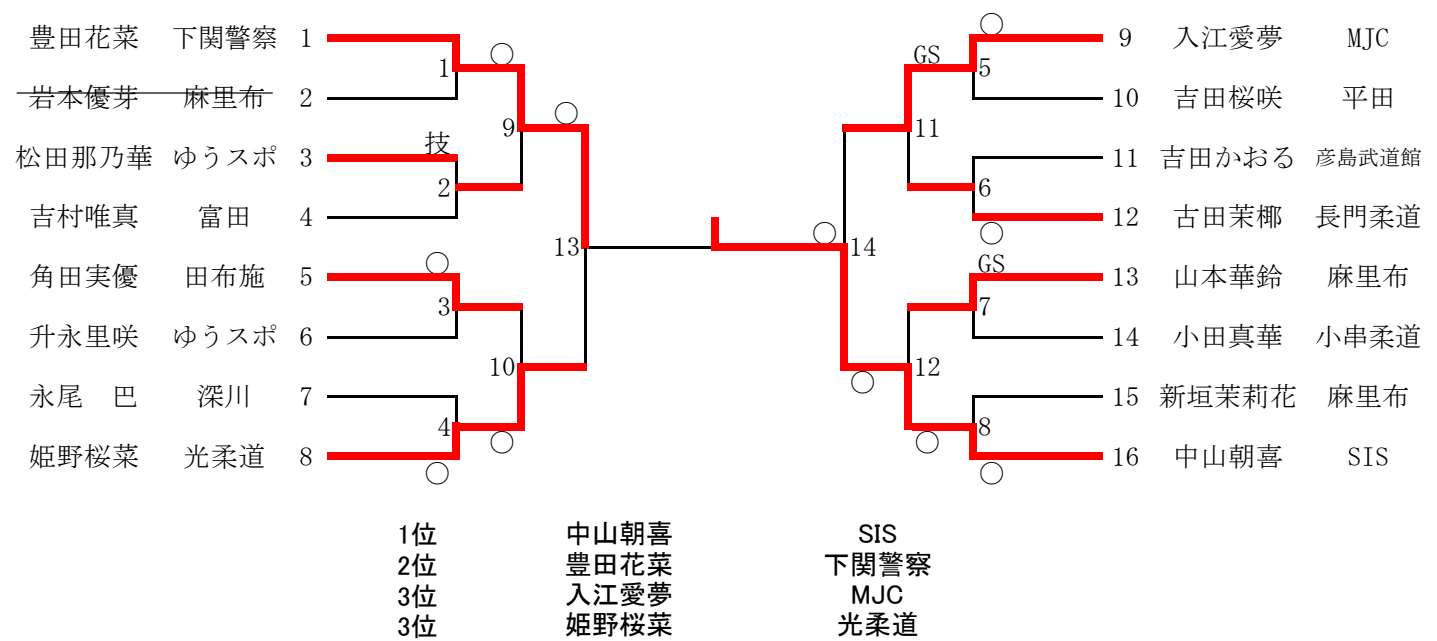 豊田花菜 下関警察 1
岩本優芽 麻里布 2
松田那乃華 ゆうスポ 3
吉村唯真 富田 4
角田実優 田布施 5
升永里咲 ゆうスポ 6
永尾 巴 深川 7
姫野桜菜 光柔道 8
1
技
2
3
4
9
10
13
14
11
12
GS
5
6
GS
7
8
9 入江愛夢 MJC
10 吉田桜咲 平田
11 吉田かおる 彦島武道館
12 古田茉椰 長門柔道
13 山本華鈴 麻里布
14 小田真華 小串柔道
15 新垣茉莉花 麻里布
16 中山朝喜 SIS
1位 中山朝喜 SIS
2位 豊田花菜 下関警察
3位 入江愛夢 MJC
3位 姫野桜菜 光柔道